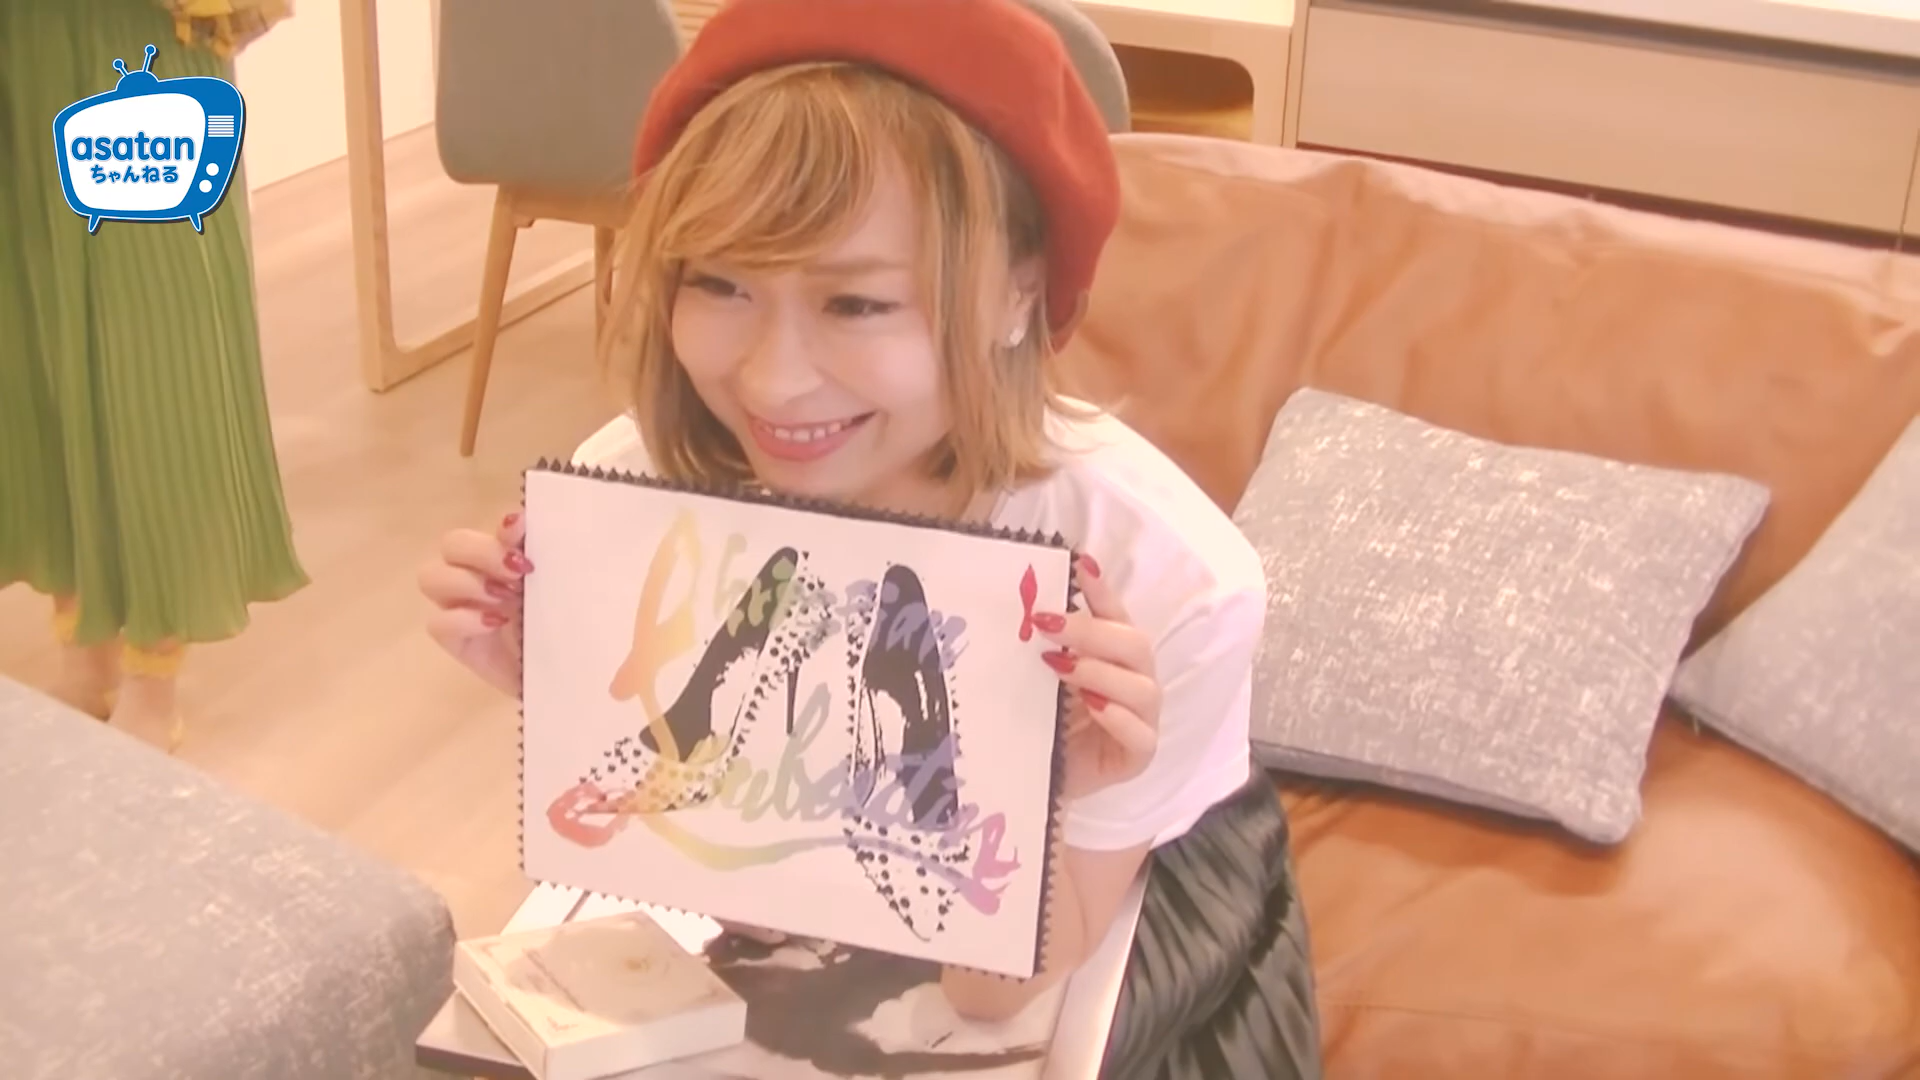 asatan
ちゃんねる
Christian
Louboutin